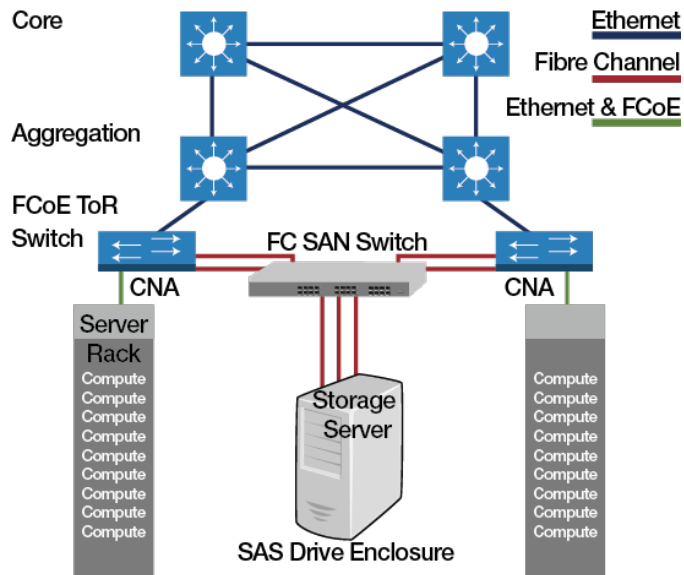 Core
Ethernet
Fibre Channel
Ethernet & FCoE
Aggregation
FCoE ToR
Switch
FC SAN Switch
CNA
CNA
Server
Rack
Compute
Compute
Compute
Compute
Compute
Compute
Compute
Compute
Compute
Storage
Server
Compute
Compute
Compute
Compute
Compute
Compute
Compute
Compute
Compute
SAS Drive Enclosure